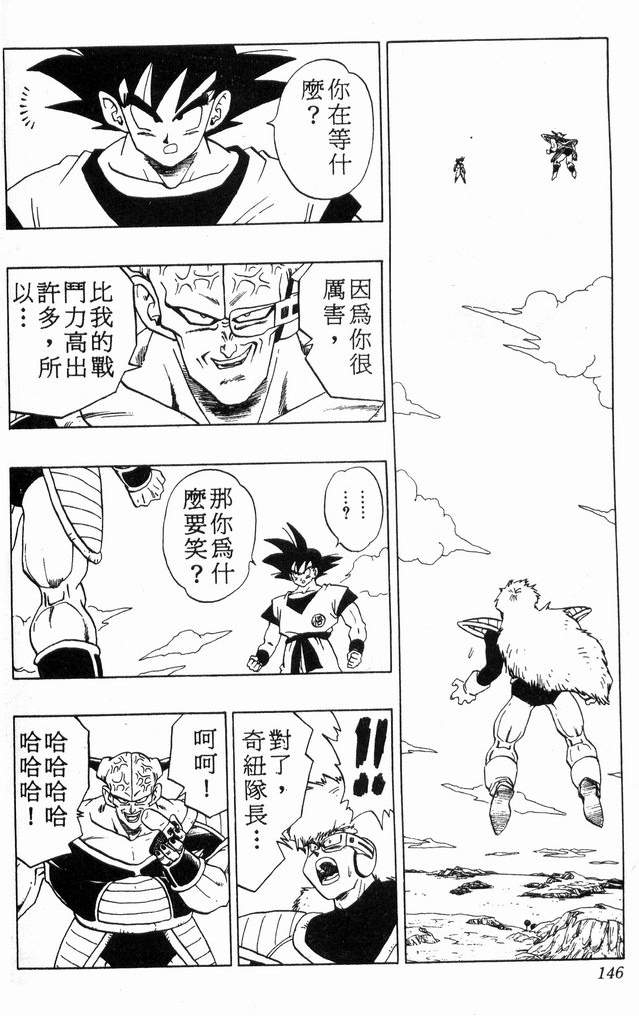 你在等什
麼？
因爲你很
厲害，
比我的戰
鬥力高出
許多，所
以…
……
…？
那你爲什
麼要笑？
!!
對了，
奇紐隊長…
呵呵！
哈哈哈哈
哈哈哈！
146